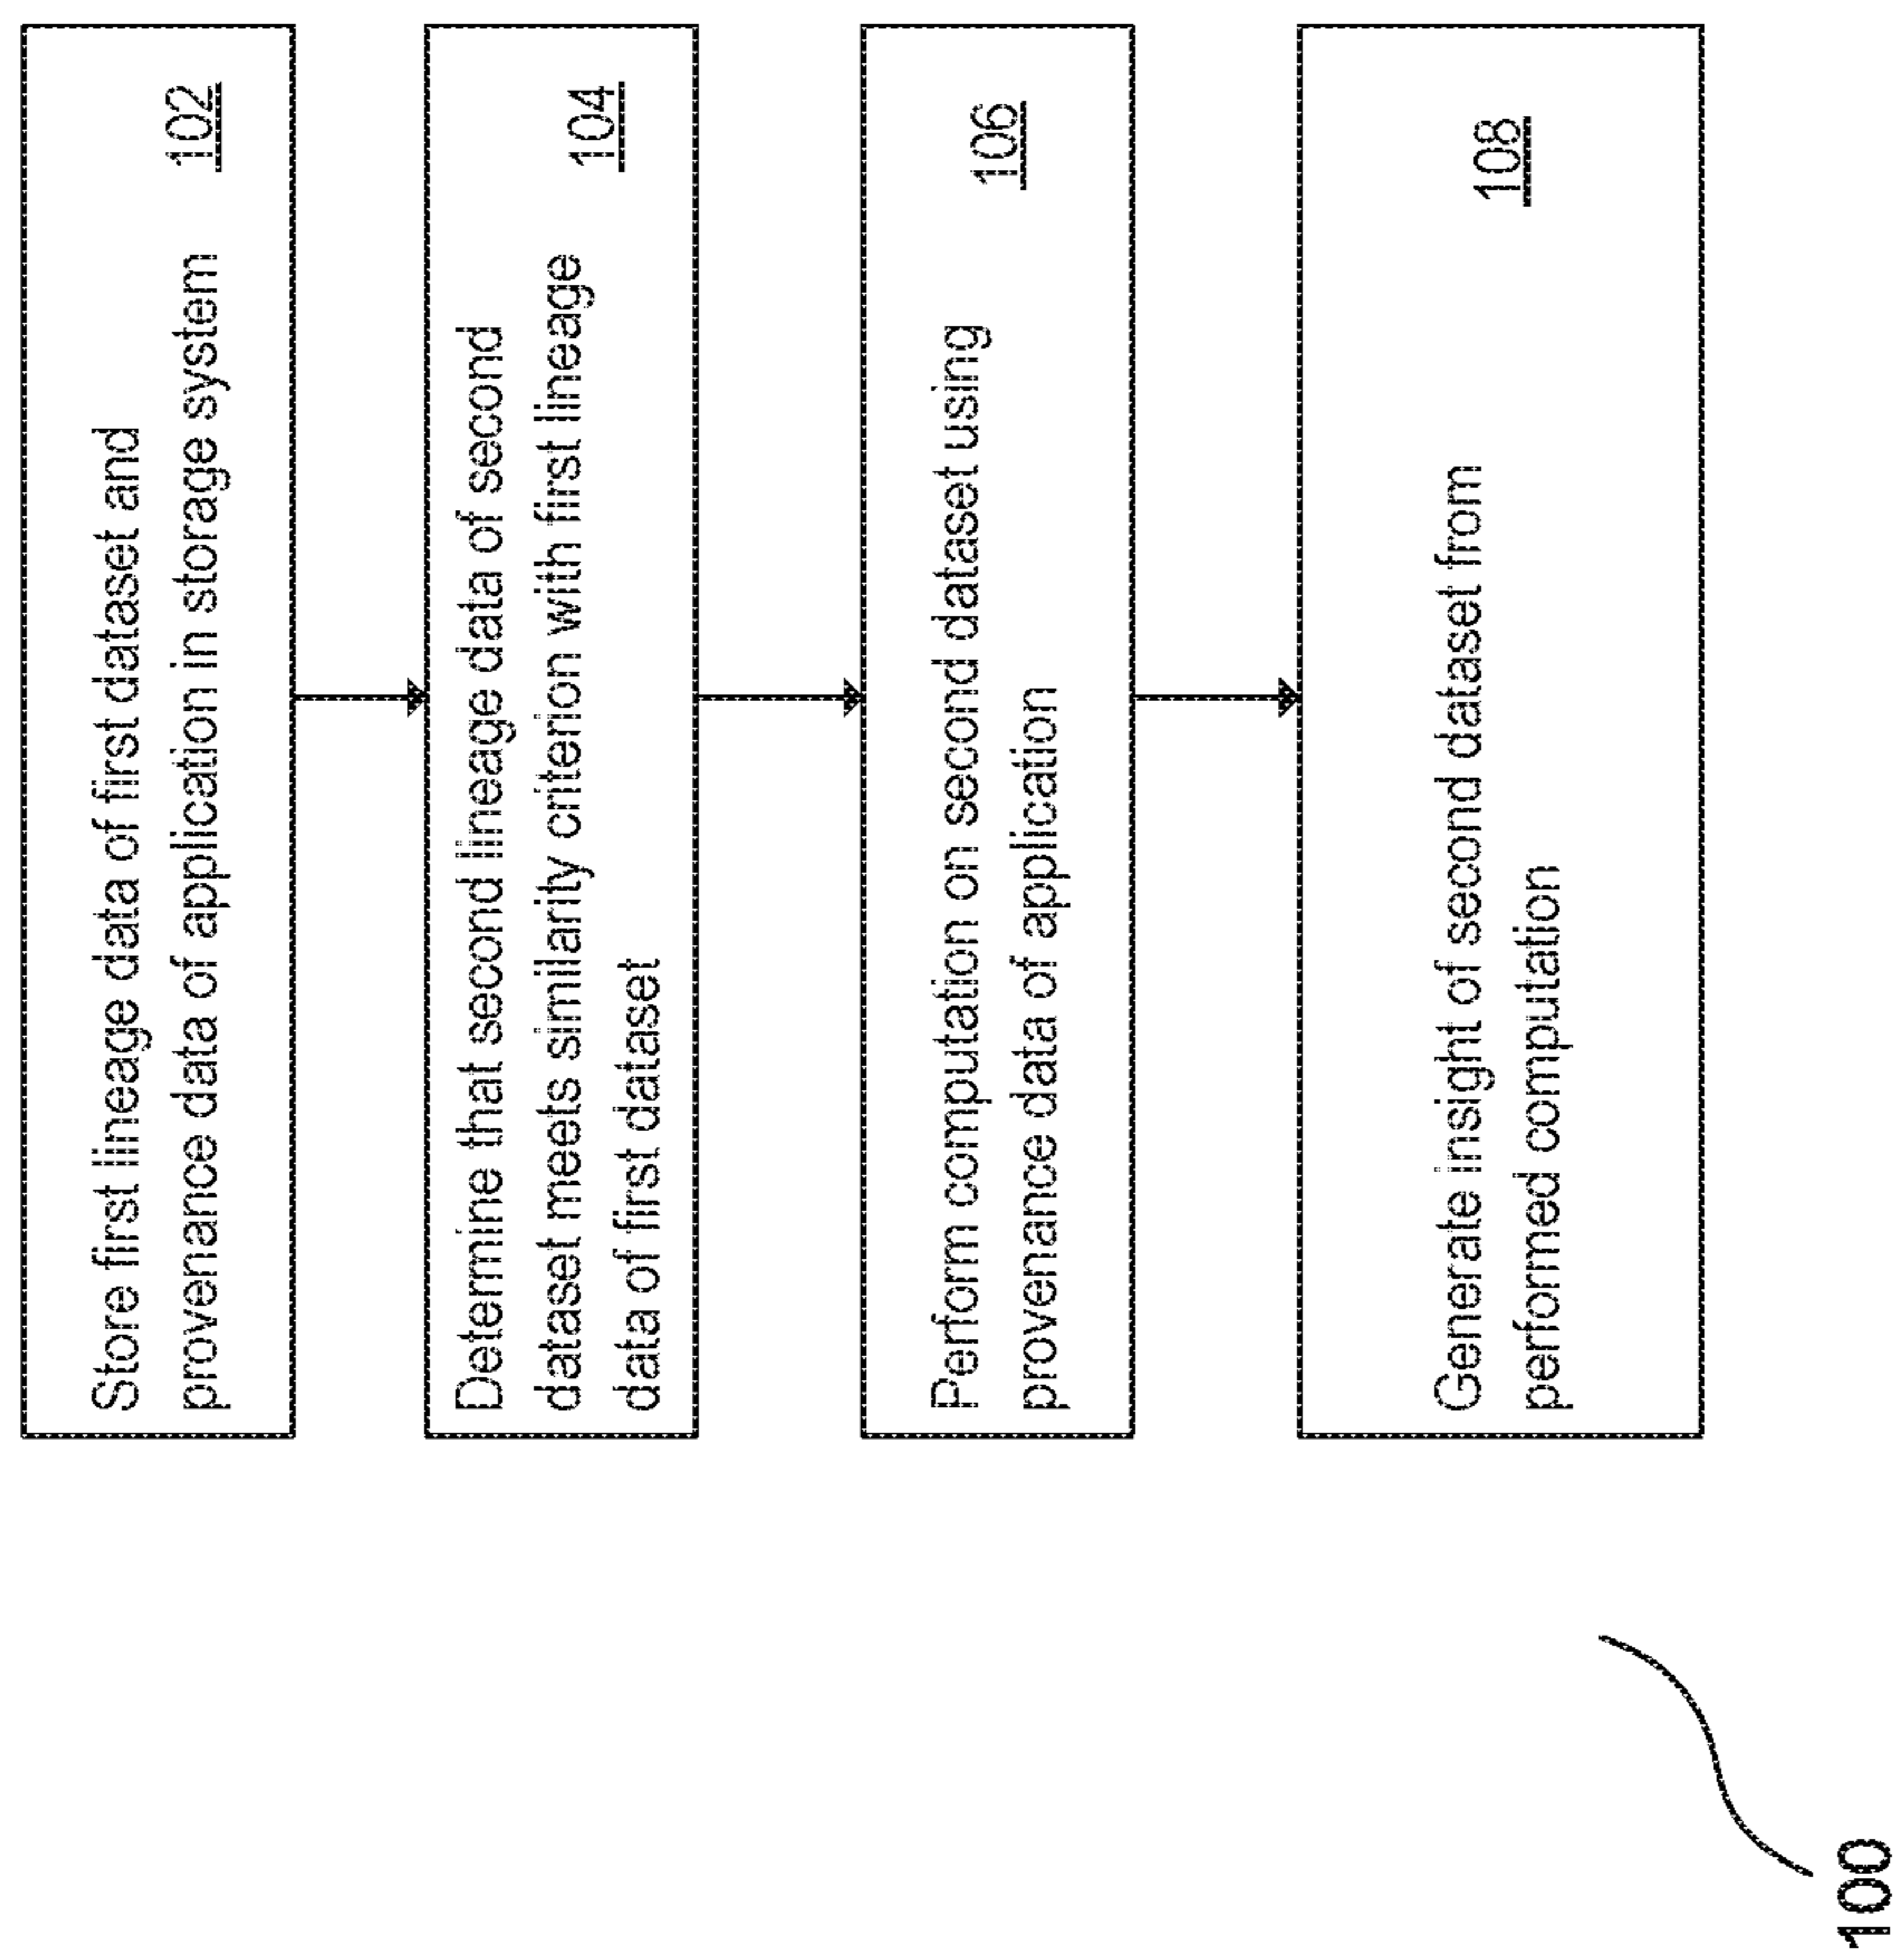 Store first lineage data of first dataset and
provenance data of application in storage system 102
Determine that second lineage data of second
dataset meets similarity criterion with first lineage 104
data of first dataset
Perform computation on second dataset using
provenance data of application 106
Generate insight of second dataset from
performed computation 108
100